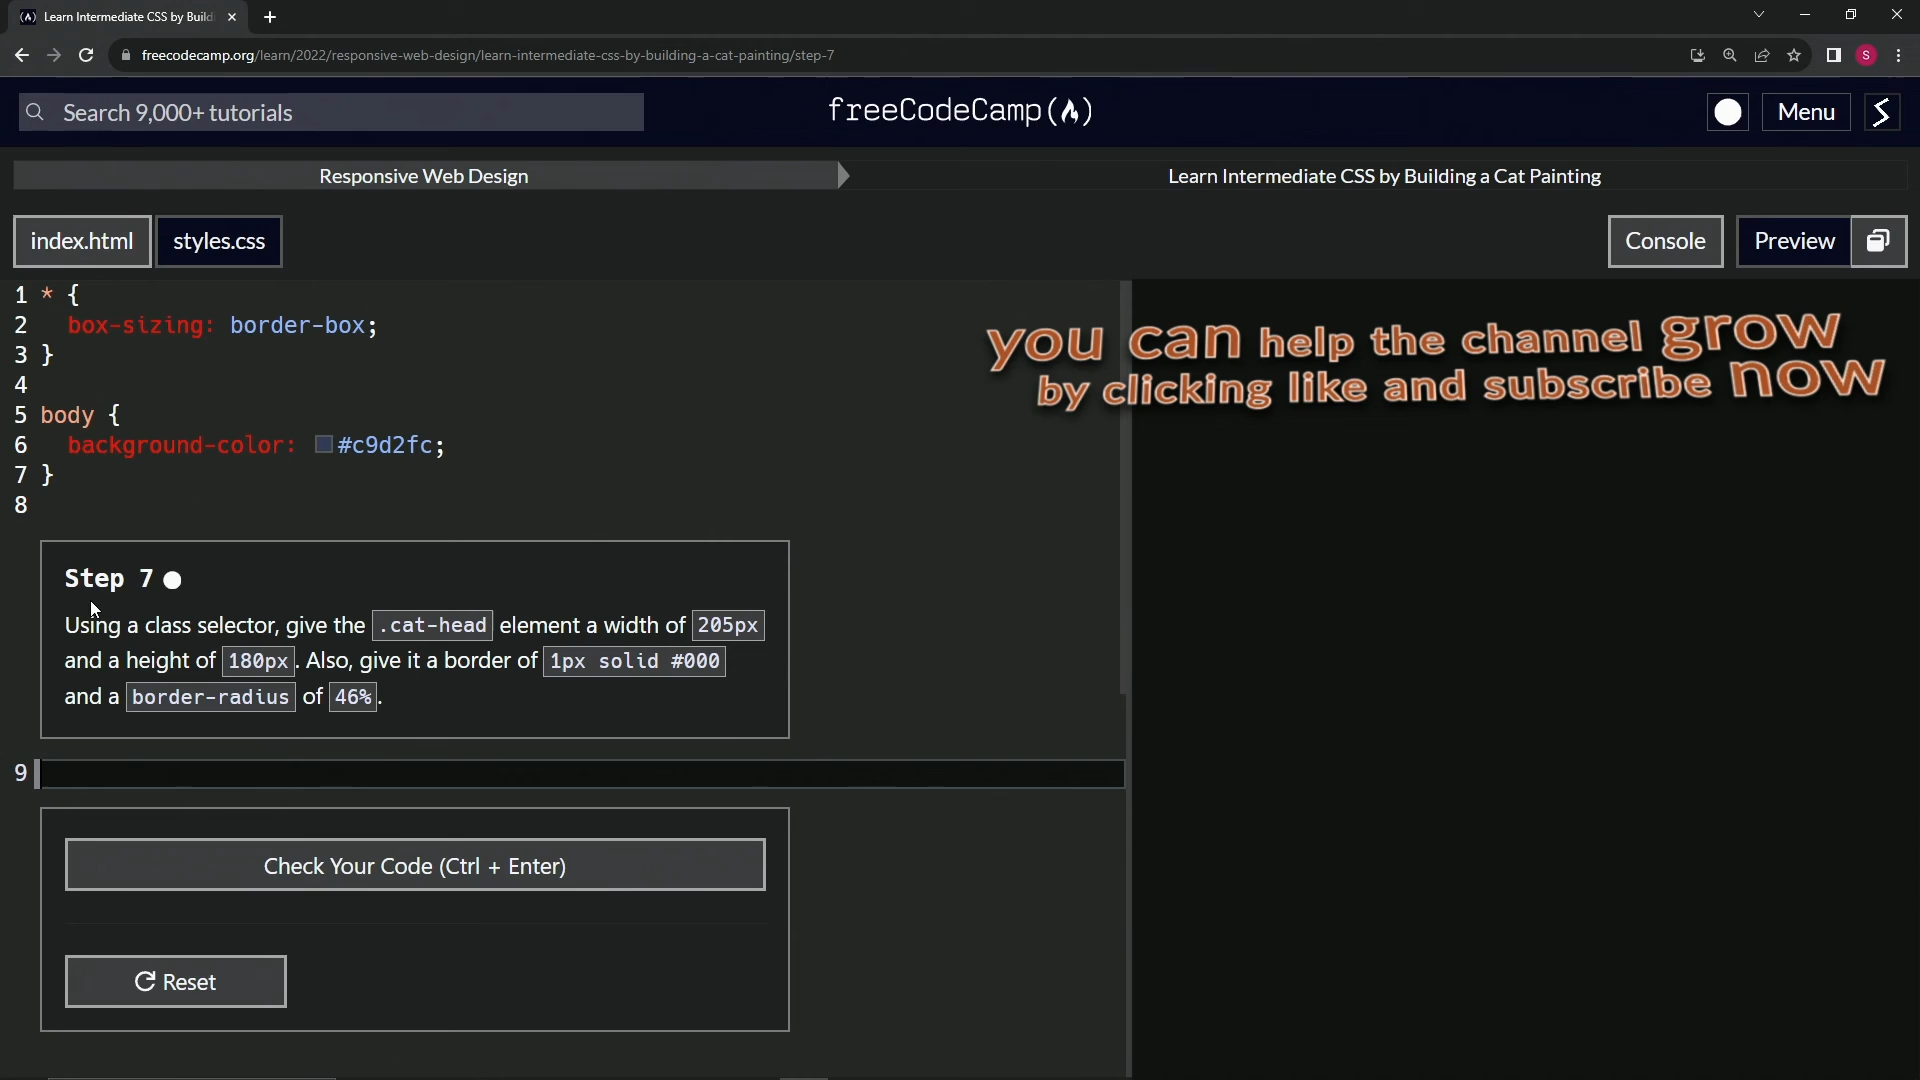 Learn Intermediate CSS by Build
freecodecamp.org/learn/2022/responsive-web-design/learn-intermediate-css-by-building-a-cat-painting/step-7
S
Search 9,000+ tutorials
freeCodeCamp
Menu
Responsive Web Design
Learn Intermediate CSS by Building a Cat Painting
index.html
styles.css
Console
Preview
1 * {
2 box-sizing: border-box;
3 }
4
5 body {
6 background-color: #c9d2fc;
7 }
8
you can help the channel grow
by clicking like and subscribe now
Step 7
Using a class selector, give the .cat-head element a width of 205px
and a height of 180px. Also, give it a border of 1px solid #000
and a border-radius of 46%.
9
Check Your Code (Ctrl + Enter)
Reset